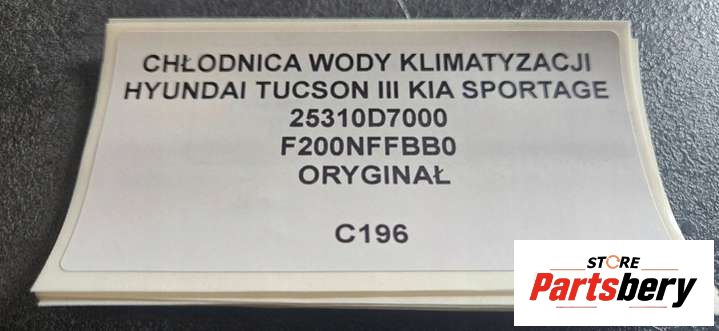 CHŁODNICA WODY KLIMATYZACJI
HYUNDAI TUCSON III KIA SPORTAGE
25310D7000
F200NFFBB0
ORYGINAŁ
C196
STORE
Partsbery